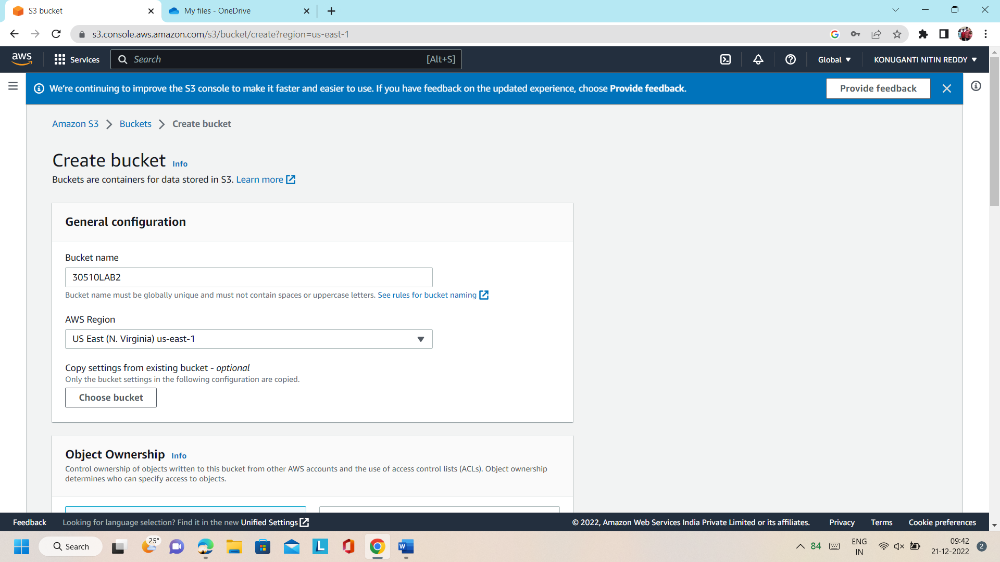 S3 bucket
My files - OneDrive
s3.console.aws.amazon.com/s3/bucket/create?region=us-east-1
aws
Services
Search
[Alt+S]
Global
KONUGANTI NITIN REDDY
We're continuing to improve the S3 console to make it faster and easier to use. If you have feedback on the updated experience, choose Provide feedback.
Provide feedback
Amazon S3
Buckets
Create bucket
Create bucket Info
Buckets are containers for data stored in S3. Learn more
General configuration
Bucket name
30510LAB2
Bucket name must be globally unique and must not contain spaces or uppercase letters. See rules for bucket naming
AWS Region
US East (N. Virginia) us-east-1
Copy settings from existing bucket - optional
Only the bucket settings in the following configuration are copied.
Choose bucket
Object Ownership Info
Control ownership of objects written to this bucket from other AWS accounts and the use of access control lists (ACLs). Object ownership
determines who can specify access to objects.
Feedback
Looking for language selection? Find it in the new Unified Settings
© 2022, Amazon Web Services India Private Limited or its affiliates.
Privacy
Terms
Cookie preferences
Search
25°
L
W
84
ENG
IN
09:42
21-12-2022
2